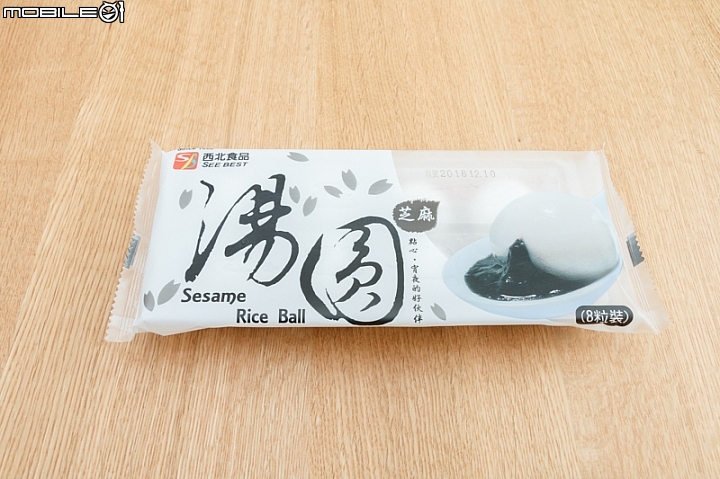 MOBILE01
西北食品
SEE BEST
湯圓
Sesame
Rice Ball
芝麻
點心·宵夜的好伙伴
20161210
(8粒裝)